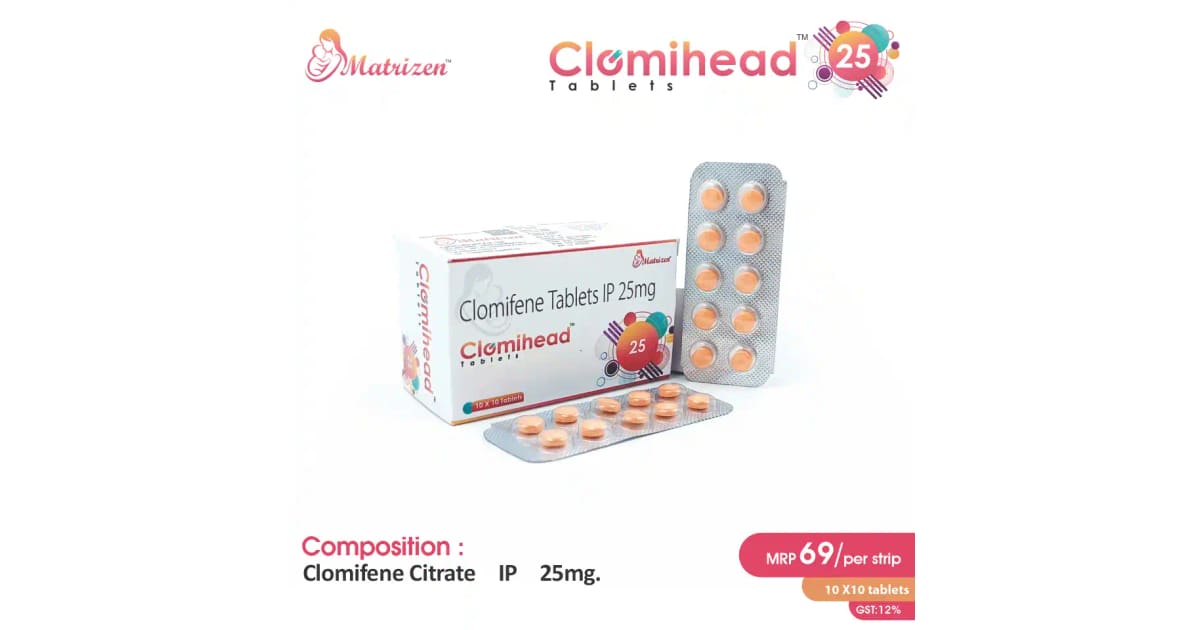 Matrizen™
Clomihead™ 25
Tablets
Matrizen
Clomifene Tablets IP 25mg
Clomihead™
Tablets
25
10 X 10 Tablets
Clomihead
Tablets
Composition :
Clomifene Citrate IP 25mg.
MRP 69/per strip
10 X10 tablets
GST:12%